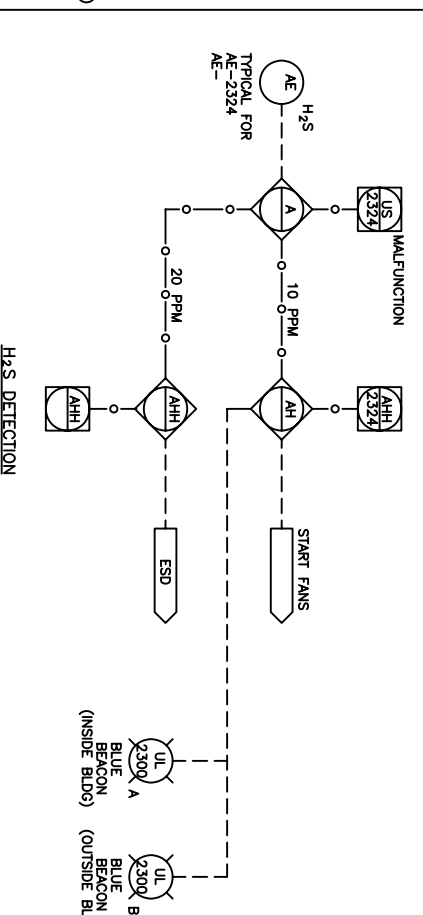 H2S
AE
TYPICAL FOR
AE-2324
AE-
US
2324
MALFUNCTION
A
10 PPM
20 PPM
AHH
2324
AH
START FANS
AHH
ESD
AHH
UL
2300 A
BLUE
BEACON
(INSIDE BLDG)
UL
2300 B
BLUE
BEACON
(OUTSIDE BL
H2S DETECTION